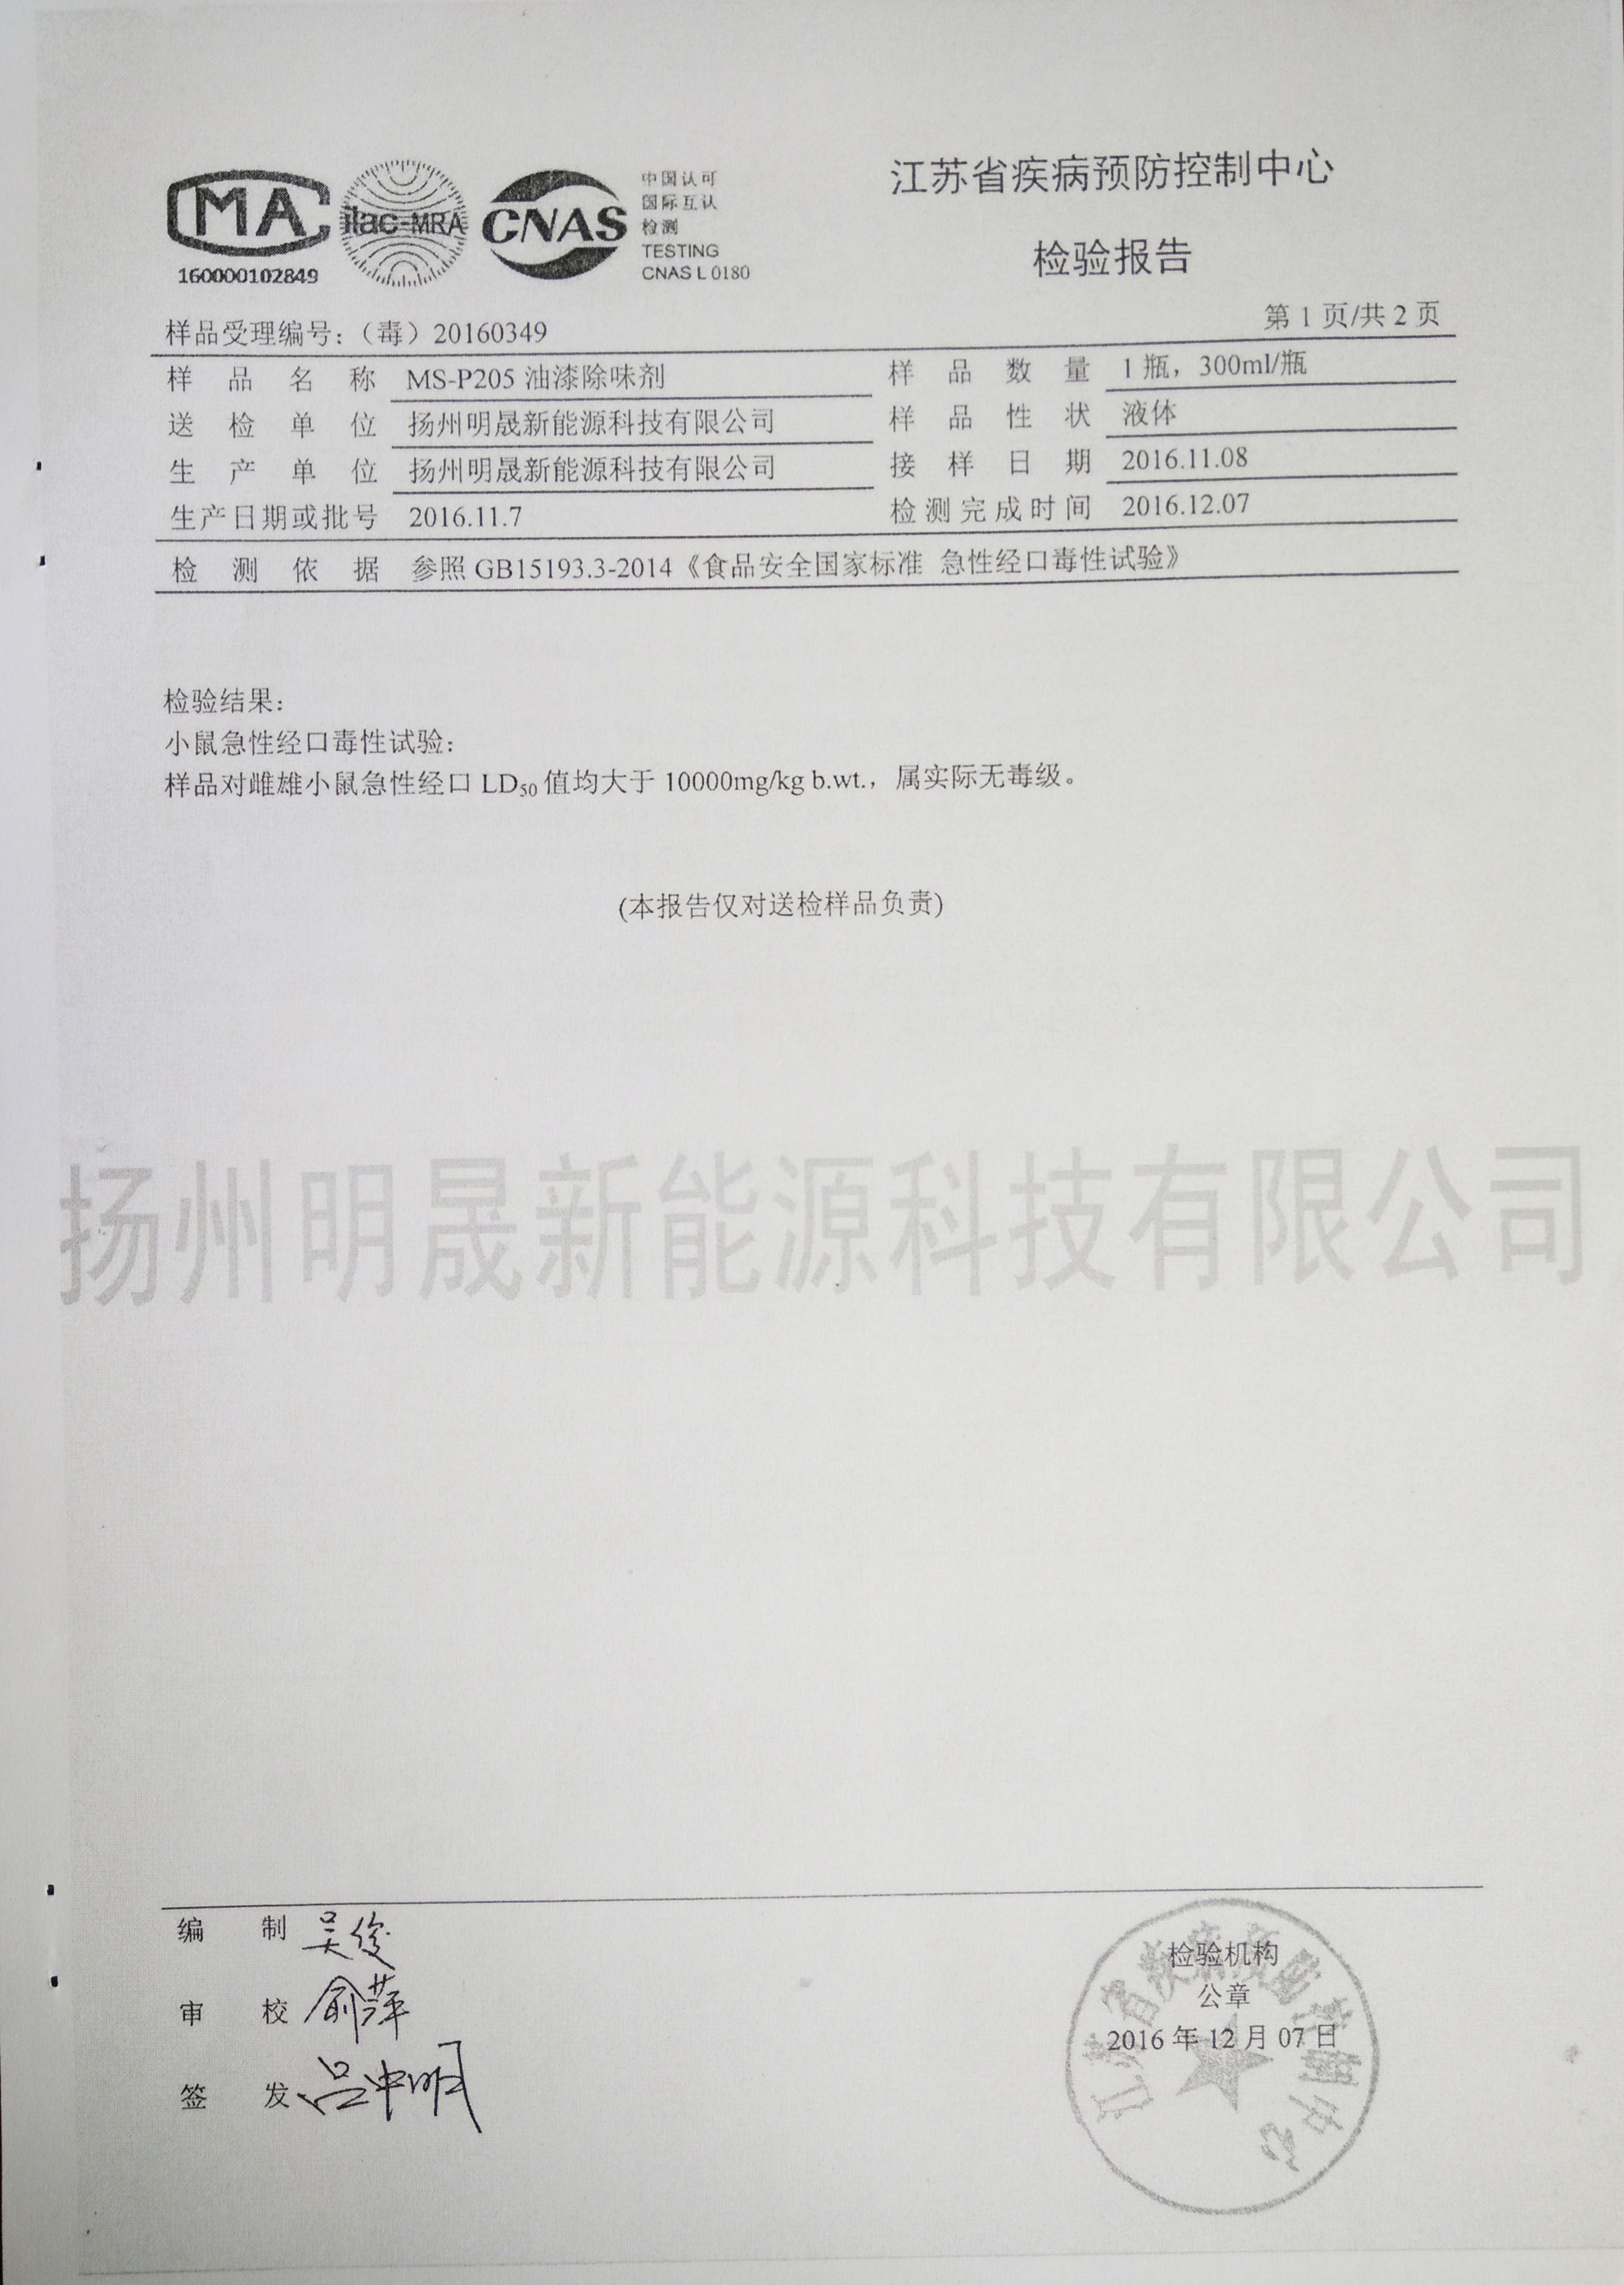 MA
160000102849
ilac-MRA
CNAS
中国认可
国际互认
检测
TESTING
CNAS L 0180
江苏省疾病预防控制中心
检验报告
第 1 页/共 2 页
样品受理编号：（毒）20160349
样品名称 MS-P205 油漆除味剂 样品数量 1 瓶，300ml/瓶
送检单位 扬州明晟新能源科技有限公司 样品性状 液体
生产单位 扬州明晟新能源科技有限公司 接样日期 2016.11.08
生产日期或批号 2016.11.7 检测完成时间 2016.12.07
检测依据 参照 GB15193.3-2014《食品安全国家标准 急性经口毒性试验》
检验结果：
小鼠急性经口毒性试验：
样品对雌雄小鼠急性经口 LD50 值均大于 10000mg/kg b.wt.，属实际无毒级。
(本报告仅对送检样品负责)
扬州明晟新能源科技有限公司
编制 吴俊
审校 俞萍
签发 吕中明
检验机构
公章
2016 年 12 月 07 日
江苏省疾病预防控制中心